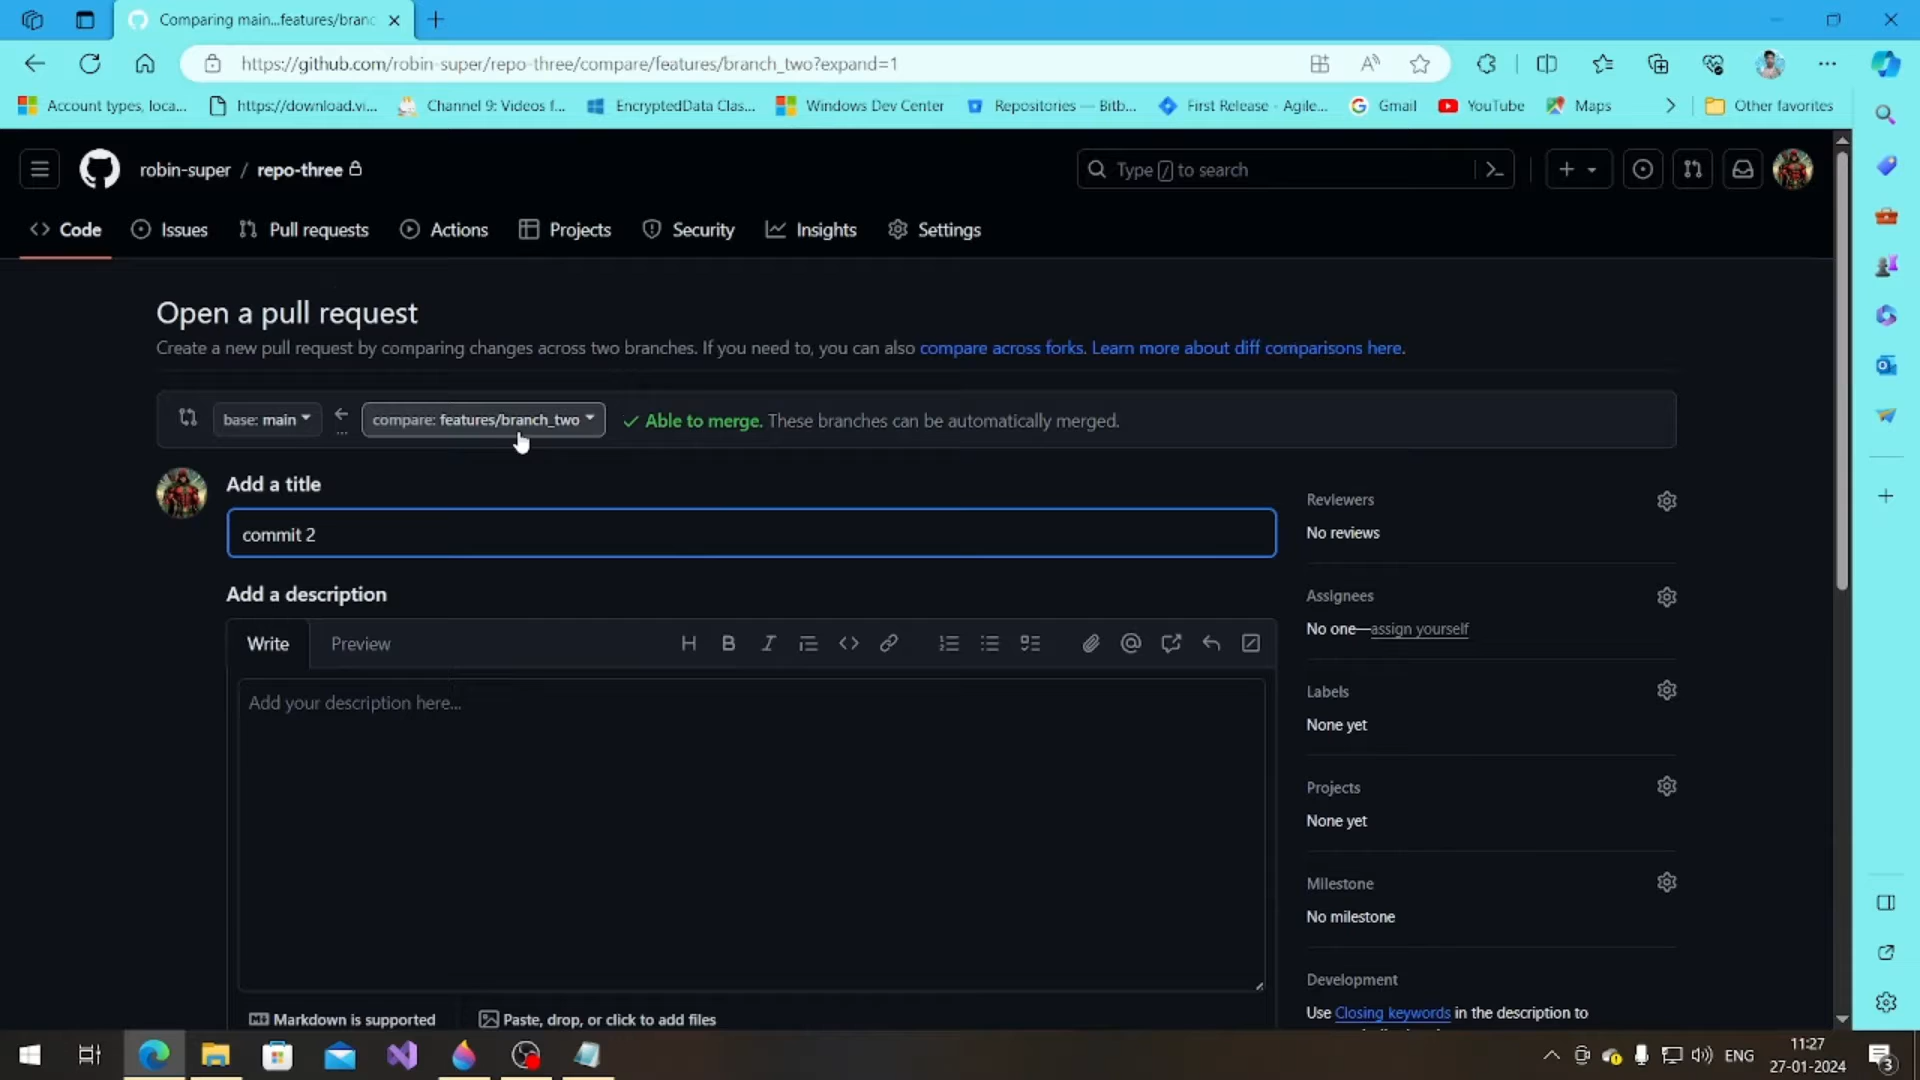 Comparing main...features/branc
https://github.com/robin-super/repo-three/compare/features/branch_two?expand=1
Account types, loca... https://download.vi... Channel 9: Videos f... EncryptedData Clas... Windows Dev Center Repositories — Bitb... First Release - Agile... Gmail YouTube Maps Other favorites
robin-super / repo-three Type / to search
Code Issues Pull requests Actions Projects Security Insights Settings
Open a pull request
Create a new pull request by comparing changes across two branches. If you need to, you can also compare across forks. Learn more about diff comparisons here.
base: main ... compare: features/branch_two Able to merge. These branches can be automatically merged.
Add a title
commit 2
Add a description
Write Preview
Add your description here...
Markdown is supported Paste, drop, or click to add files
Reviewers
No reviews
Assignees
No one—assign yourself
Labels
None yet
Projects
None yet
Milestone
No milestone
Development
Use Closing keywords in the description to
ENG 11:27
27-01-2024
3